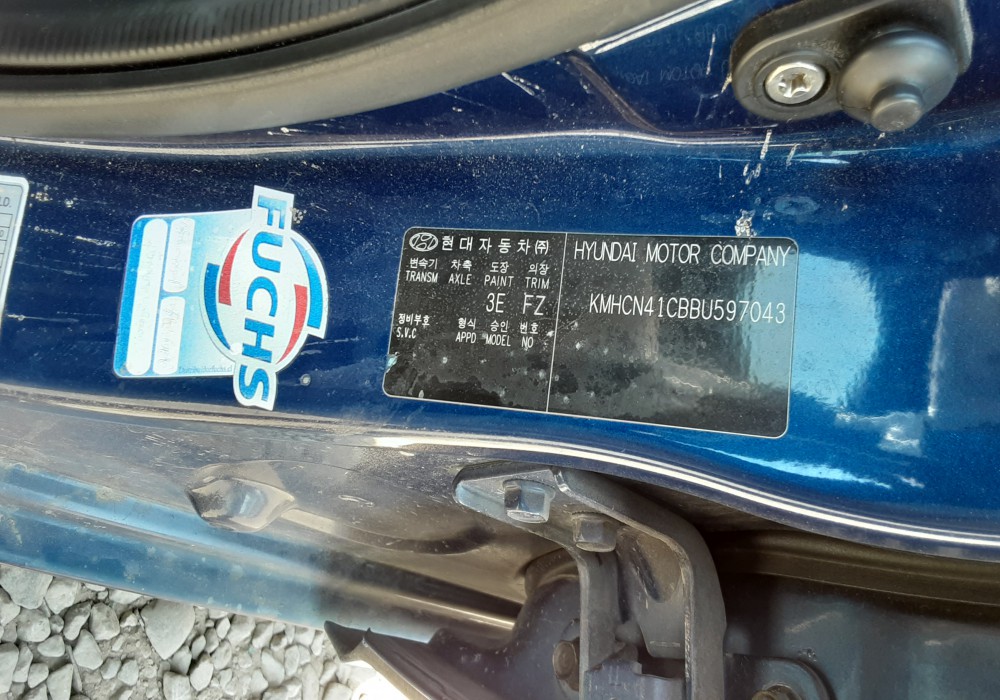 LD.
FUCHS
현대자동차㈜
변속기 차축 도장 의장
TRANSM AXLE PAINT TRIM
3E FZ
정비부호 형식 승인 번호
S.V.C APPD MODEL NO
HYUNDAI MOTOR COMPANY
KMHCN41CBBU597043